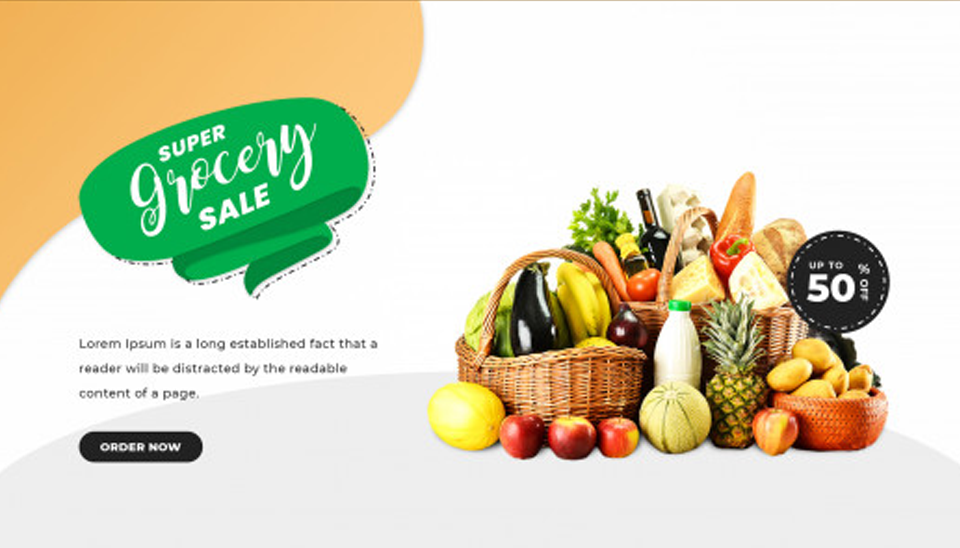 SUPER
grocery
SALE
Lorem Ipsum is a long established fact that a
reader will be distracted by the readable
content of a page.
ORDER NOW
UP TO
50 % OFF